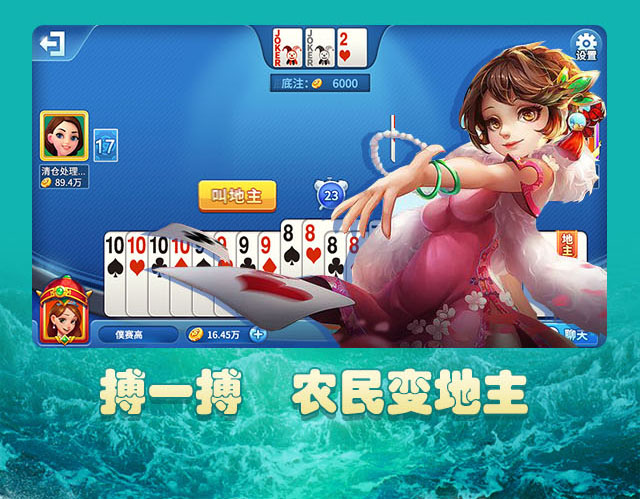 JOKER JOKER 2
设置
底注: 6000
17
清仓处理...
89.4万
叫地主
23
10 10 10 10 9 9 9 8 8 8
地主
僕赛高
16.45万 +
聊天
搏一搏 农民变地主